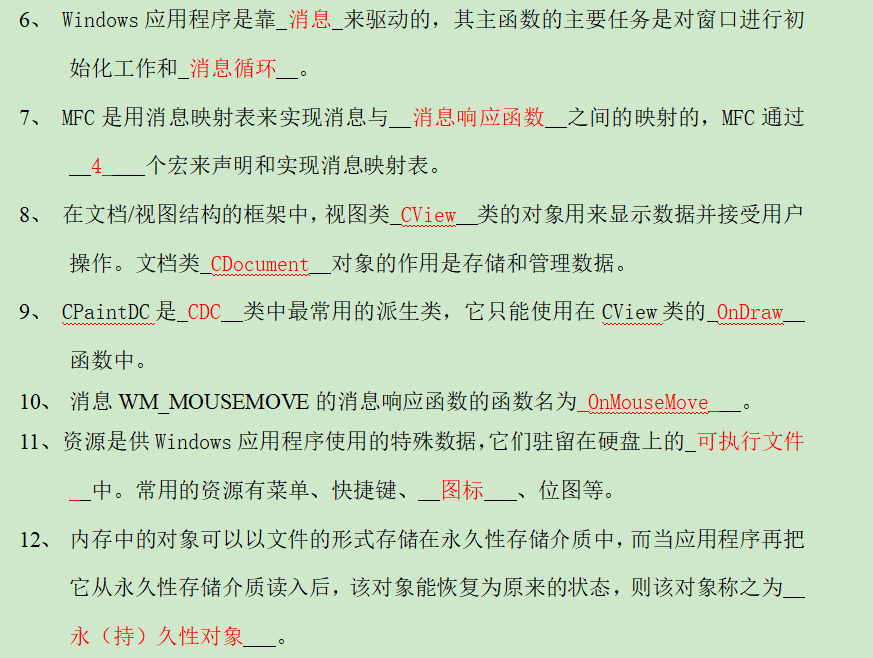 6、 Windows 应用程序是靠_消息_来驱动的，其主函数的主要任务是对窗口进行初
始化工作和_消息循环__。
7、 MFC 是用消息映射表来实现消息与__消息响应函数__之间的映射的，MFC 通过
__4____个宏来声明和实现消息映射表。
8、 在文档/视图结构的框架中，视图类_CView__类的对象用来显示数据并接受用户
操作。文档类_CDocument__对象的作用是存储和管理数据。
9、 CPaintDC 是_CDC__类中最常用的派生类，它只能使用在 CView 类的_OnDraw__
函数中。
10、 消息 WM_MOUSEMOVE 的消息响应函数的函数名为_OnMouseMove___。
11、资源是供 Windows 应用程序使用的特殊数据，它们驻留在硬盘上的_可执行文件
__中。常用的资源有菜单、快捷键、__图标___、位图等。
12、 内存中的对象可以以文件的形式存储在永久性存储介质中，而当应用程序再把
它从永久性存储介质读入后，该对象能恢复为原来的状态，则该对象称之为__
永（持）久性对象___。